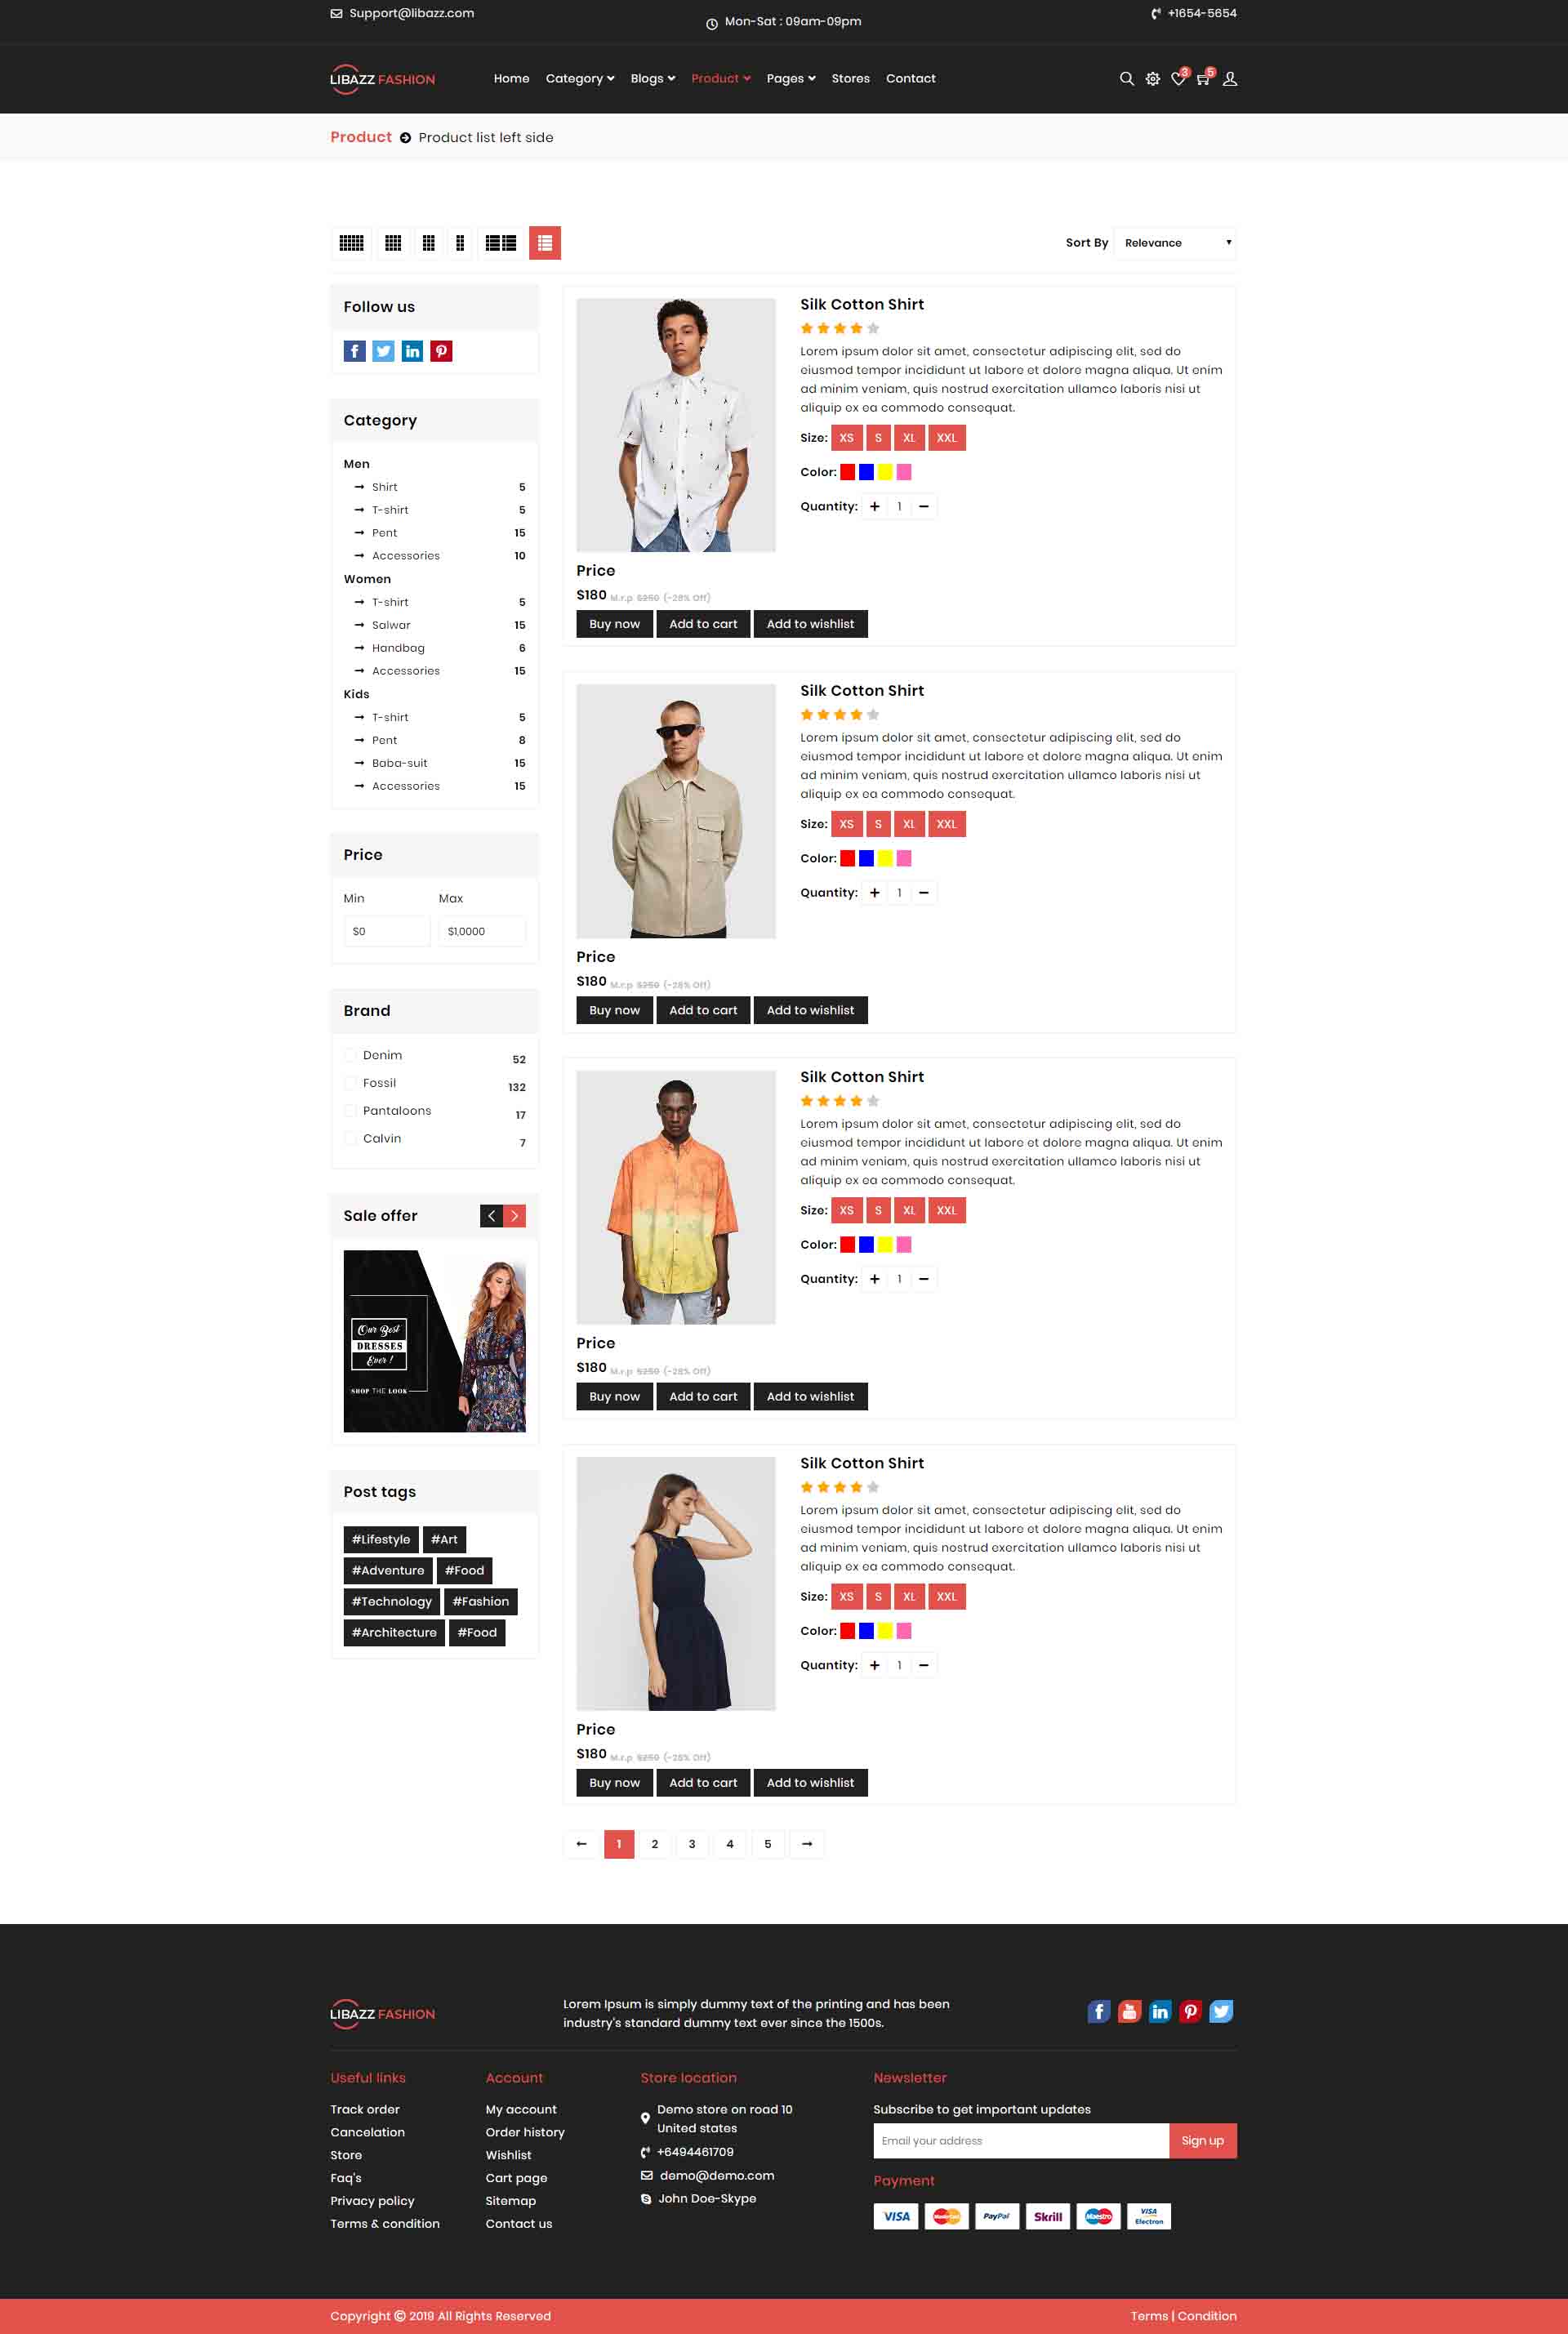 Support@libazz.com
Mon-Sat : 09am-09pm
+1654-5654
LIBAZZ FASHION
Home Category Blogs Product Pages Stores Contact
3 5
Product Product list left side
Sort By Relevance
Follow us
Category
Men
Shirt 5
T-shirt 5
Pent 15
Accessories 10
Women
T-shirt 5
Salwar 15
Handbag 6
Accessories 15
Kids
T-shirt 5
Pent 8
Baba-suit 15
Accessories 15
Price
Min Max
$0 $1,0000
Brand
Denim 52
Fossil 132
Pantaloons 17
Calvin 7
Sale offer
Our Best
DRESSES
Ever !
SHOP THE LOOK
Post tags
#Lifestyle #Art
#Adventure #Food
#Technology #Fashion
#Architecture #Food
Silk Cotton Shirt
Lorem ipsum dolor sit amet, consectetur adipiscing elit, sed do
eiusmod tempor incididunt ut labore et dolore magna aliqua. Ut enim
ad minim veniam, quis nostrud exercitation ullamco laboris nisi ut
aliquip ex ea commodo consequat.
Size: XS S XL XXL
Color:
Quantity: + 1 −
Price
$180 M.r.p $250 (-28% Off)
Buy now Add to cart Add to wishlist
Silk Cotton Shirt
Lorem ipsum dolor sit amet, consectetur adipiscing elit, sed do
eiusmod tempor incididunt ut labore et dolore magna aliqua. Ut enim
ad minim veniam, quis nostrud exercitation ullamco laboris nisi ut
aliquip ex ea commodo consequat.
Size: XS S XL XXL
Color:
Quantity: + 1 −
Price
$180 M.r.p $250 (-28% Off)
Buy now Add to cart Add to wishlist
Silk Cotton Shirt
Lorem ipsum dolor sit amet, consectetur adipiscing elit, sed do
eiusmod tempor incididunt ut labore et dolore magna aliqua. Ut enim
ad minim veniam, quis nostrud exercitation ullamco laboris nisi ut
aliquip ex ea commodo consequat.
Size: XS S XL XXL
Color:
Quantity: + 1 −
Price
$180 M.r.p $250 (-28% Off)
Buy now Add to cart Add to wishlist
Silk Cotton Shirt
Lorem ipsum dolor sit amet, consectetur adipiscing elit, sed do
eiusmod tempor incididunt ut labore et dolore magna aliqua. Ut enim
ad minim veniam, quis nostrud exercitation ullamco laboris nisi ut
aliquip ex ea commodo consequat.
Size: XS S XL XXL
Color:
Quantity: + 1 −
Price
$180 M.r.p $250 (-28% Off)
Buy now Add to cart Add to wishlist
← 1 2 3 4 5 →
LIBAZZ FASHION
Lorem Ipsum is simply dummy text of the printing and has been
industry's standard dummy text ever since the 1500s.
Useful links
Track order
Cancelation
Store
Faq's
Privacy policy
Terms & condition
Account
My account
Order history
Wishlist
Cart page
Sitemap
Contact us
Store location
Demo store on road 10
United states
+6494461709
demo@demo.com
John Doe-Skype
Newsletter
Subscribe to get important updates
Email your address Sign up
Payment
VISA MasterCard PayPal Skrill Maestro VISA Electron
Copyright © 2019 All Rights Reserved
Terms | Condition